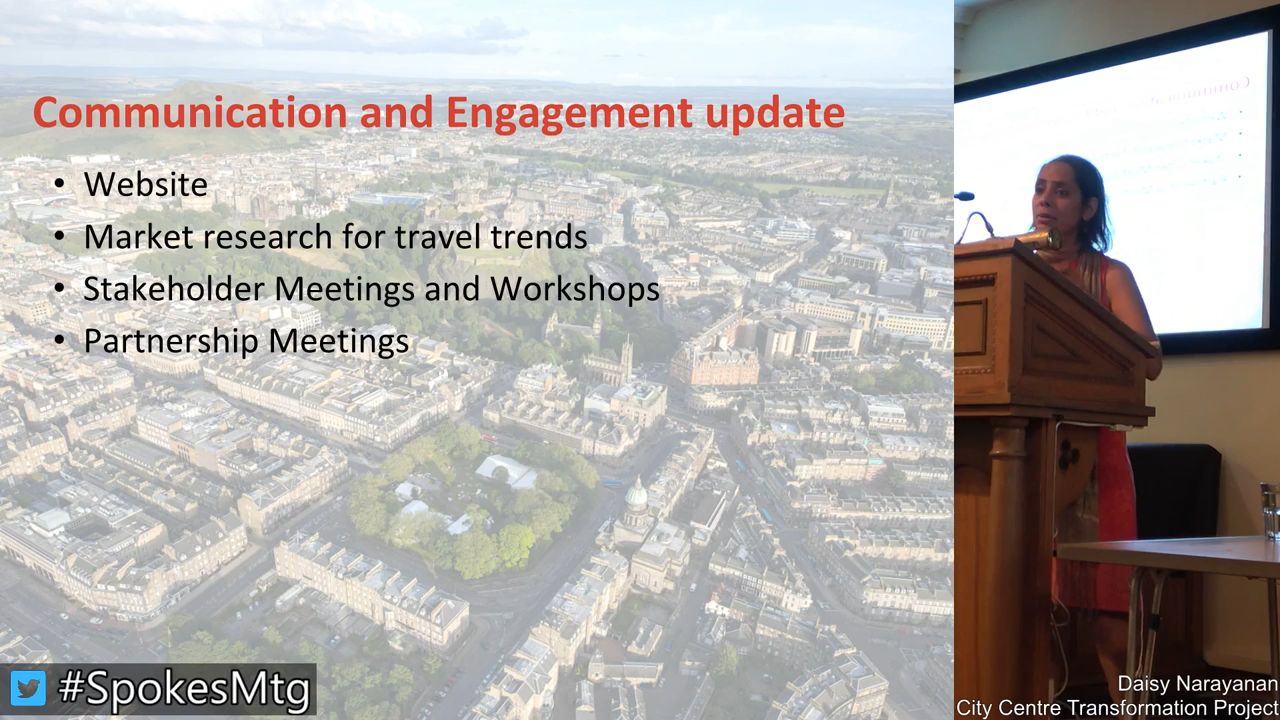 Communication and Engagement update
• Website
• Market research for travel trends
• Stakeholder Meetings and Workshops
• Partnership Meetings
#SpokesMtg
Daisy Narayanan
City Centre Transformation Project